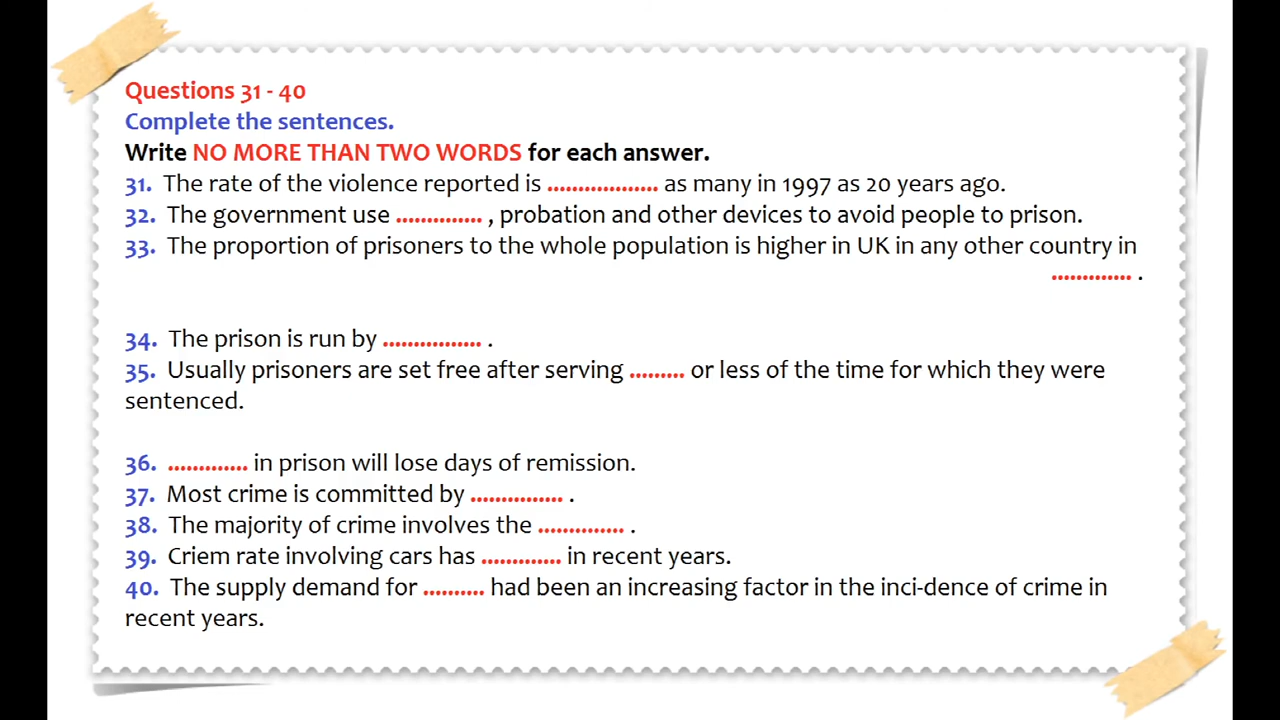 Questions 31 - 40
Complete the sentences.
Write NO MORE THAN TWO WORDS for each answer.
31. The rate of the violence reported is .................. as many in 1997 as 20 years ago.
32. The government use .............. , probation and other devices to avoid people to prison.
33. The proportion of prisoners to the whole population is higher in UK in any other country in
............. .
34. The prison is run by ................ .
35. Usually prisoners are set free after serving ......... or less of the time for which they were
sentenced.
36. ............. in prison will lose days of remission.
37. Most crime is committed by ............... .
38. The majority of crime involves the .............. .
39. Criem rate involving cars has ............. in recent years.
40. The supply demand for .......... had been an increasing factor in the inci-dence of crime in
recent years.